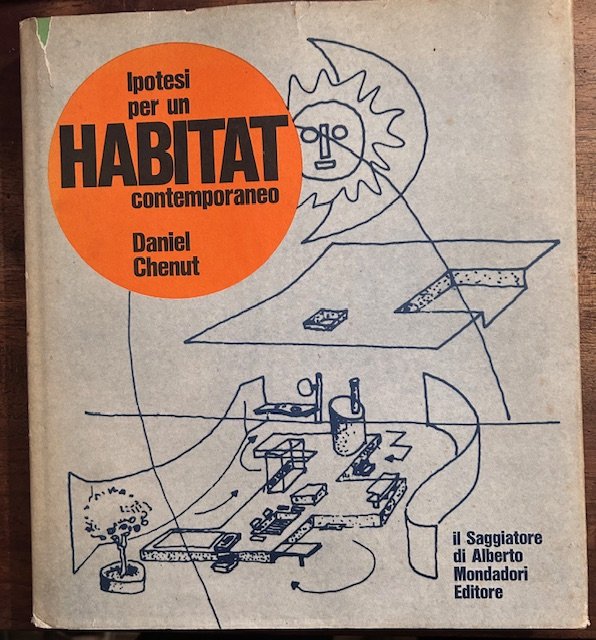 Ipotesi
per un
HABITAT
contemporaneo
Daniel
Chenut
il Saggiatore
di Alberto
Mondadori
Editore